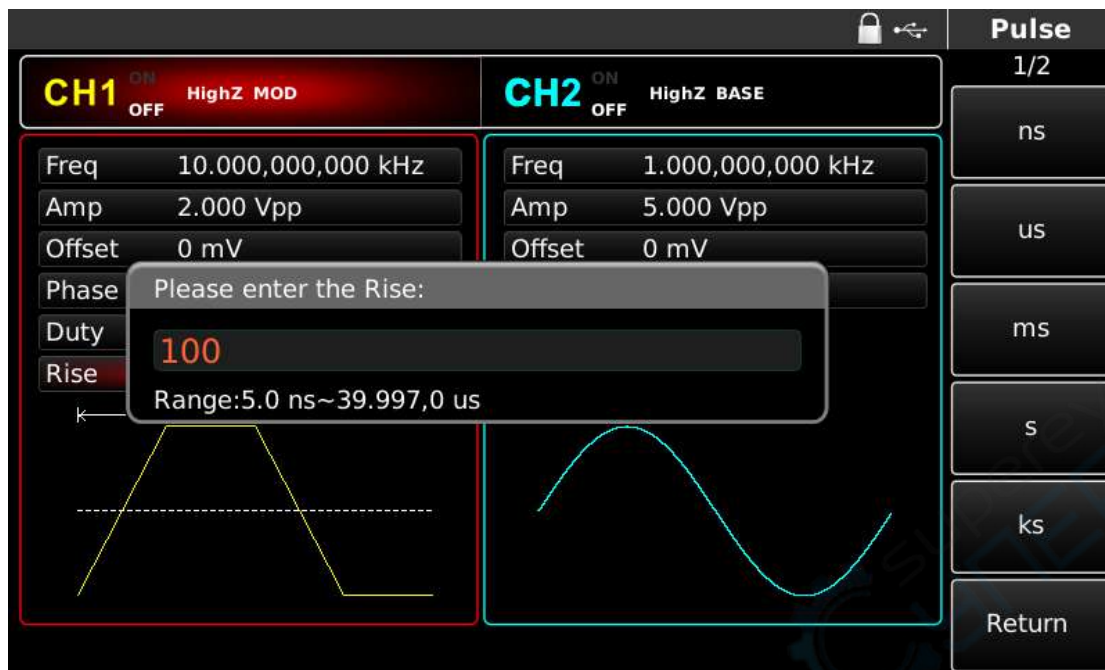 Pulse
1/2
CH1 ON OFF HighZ MOD
CH2 ON OFF HighZ BASE
Freq 10.000,000,000 kHz
Amp 2.000 Vpp
Offset 0 mV
Phase
Duty
Rise
Freq 1.000,000,000 kHz
Amp 5.000 Vpp
Offset 0 mV
Please enter the Rise:
100
Range:5.0 ns~39.997,0 us
ns
us
ms
s
ks
Return